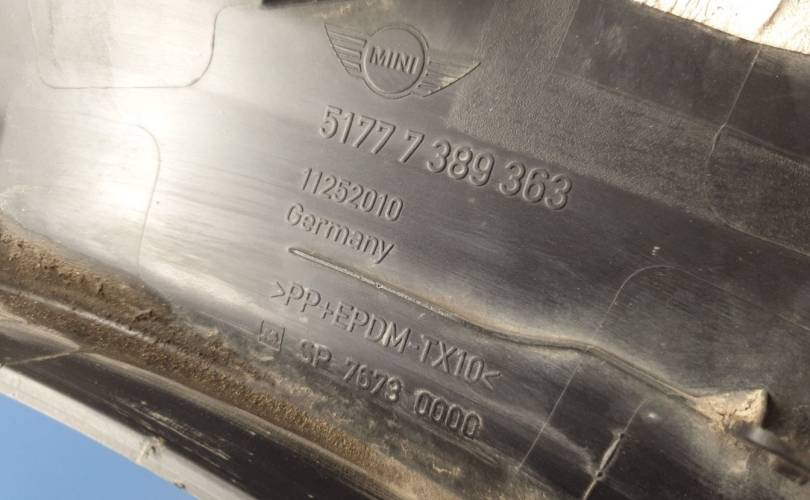 MINI
5177 7 389 363
11252010
Germany
>PP+EPDM-TX10<
SP 7673 0000